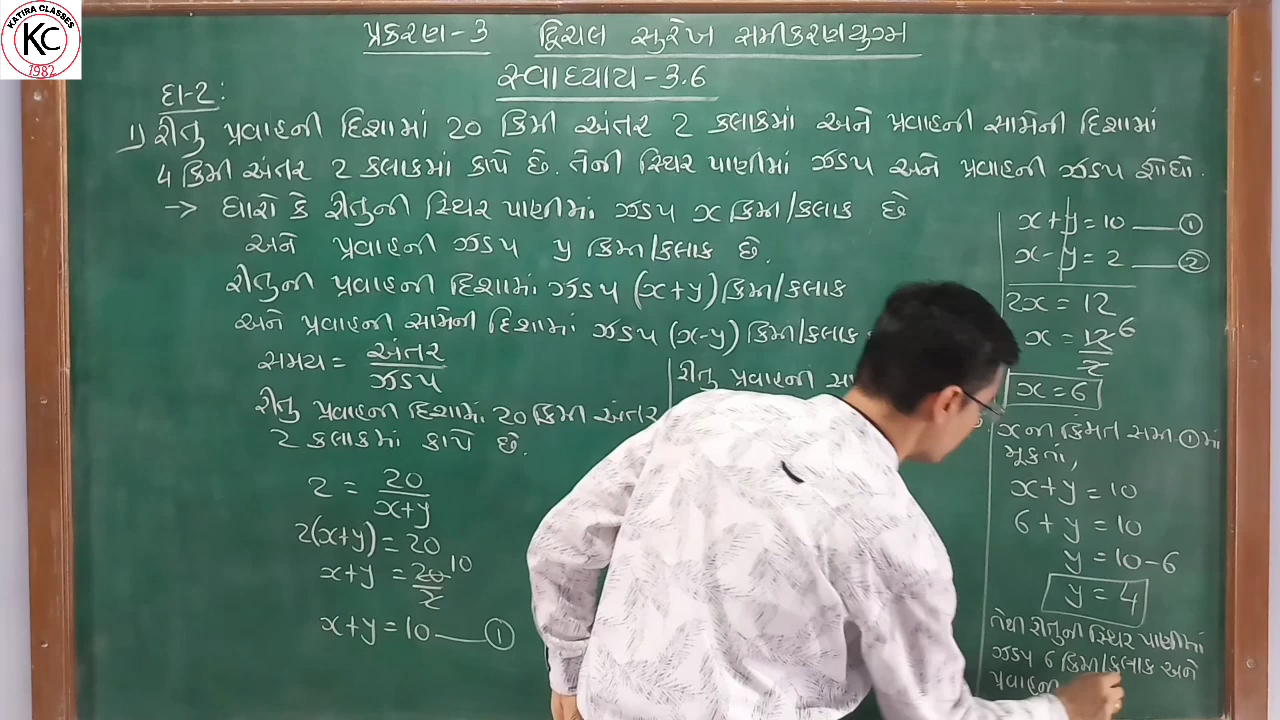 KATIRA CLASSES
KC
1982
પ્રકરણ-૩ દ્વિચલ સુરેખ સમીકરણયુગ્મ
સ્વાધ્યાય-૩.6
દા-2:
1) રીતુ પ્રવાહની દિશામાં 20 કિમી અંતર 2 કલાકમાં અને પ્રવાહની સામેની દિશામાં
4 કિમી અંતર 2 કલાકમાં કાપે છે. તેની સ્થિર પાણીમાં ઝડપ અને પ્રવાહની ઝડપ શોધો.
→ ધારો કે રીતુની સ્થિર પાણીમાં ઝડપ x કિમી/કલાક છે
અને પ્રવાહની ઝડપ y કિમી/કલાક છે.
રીતુની પ્રવાહની દિશામાં ઝડપ (x+y) કિમી/કલાક
અને પ્રવાહની સામેની દિશામાં ઝડપ (x-y) કિમી/કલાક
સમય = અંતર / ઝડપ
રીતુ પ્રવાહની દિશામાં 20 કિમી અંતર
2 કલાકમાં કાપે છે.
2 = 20 / x+y
2(x+y) = 20
x+y = 20 / 2 10
x+y = 10 —— ①
રીતુ પ્રવાહની
x+y = 10 —— ①
x-y = 2 —— ②
2x = 12
x = 12 / 2 6
x = 6
x ની કિંમત સમી. ① માં
મૂકતાં,
x+y = 10
6+y = 10
y = 10-6
y = 4
તેથી રીતુની સ્થિર પાણીમાં
ઝડપ 6 કિમી/કલાક અને
પ્રવાહની